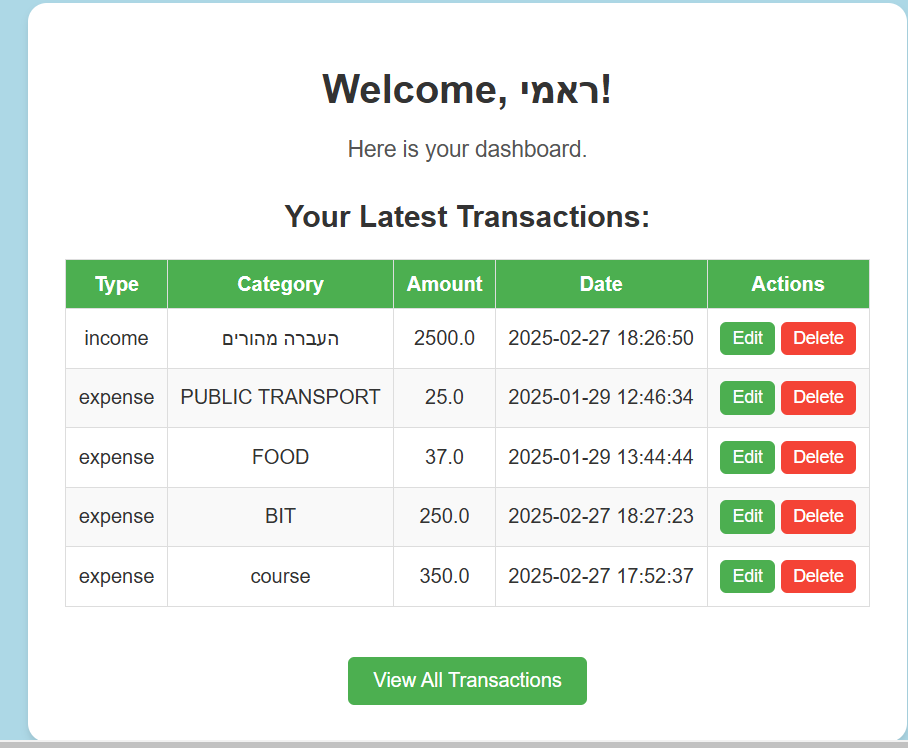 Welcome, ראמי!
Here is your dashboard.
Your Latest Transactions:
Type Category Amount Date Actions
income העברה מהורים 2500.0 2025-02-27 18:26:50 Edit Delete
expense PUBLIC TRANSPORT 25.0 2025-01-29 12:46:34 Edit Delete
expense FOOD 37.0 2025-01-29 13:44:44 Edit Delete
expense BIT 250.0 2025-02-27 18:27:23 Edit Delete
expense course 350.0 2025-02-27 17:52:37 Edit Delete
View All Transactions